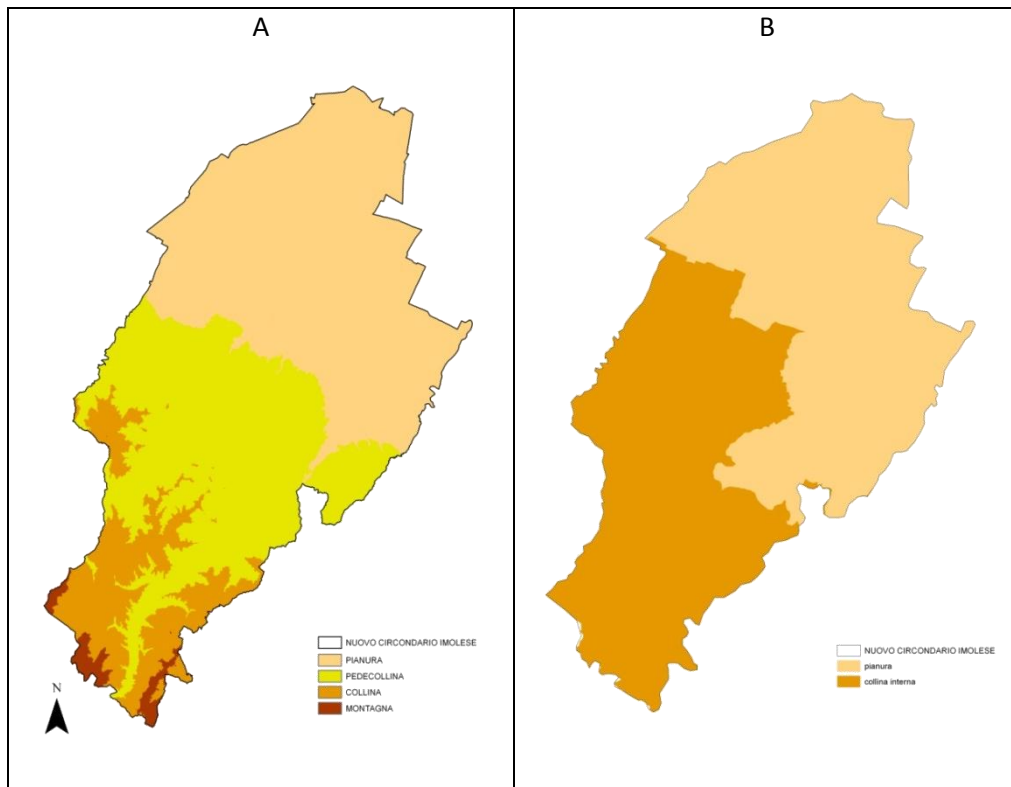 A
B
N
NUOVO CIRCONDARIO IMOLESE
PIANURA
PEDECOLLINA
COLLINA
MONTAGNA
NUOVO CIRCONDARIO IMOLESE
pianura
collina interna